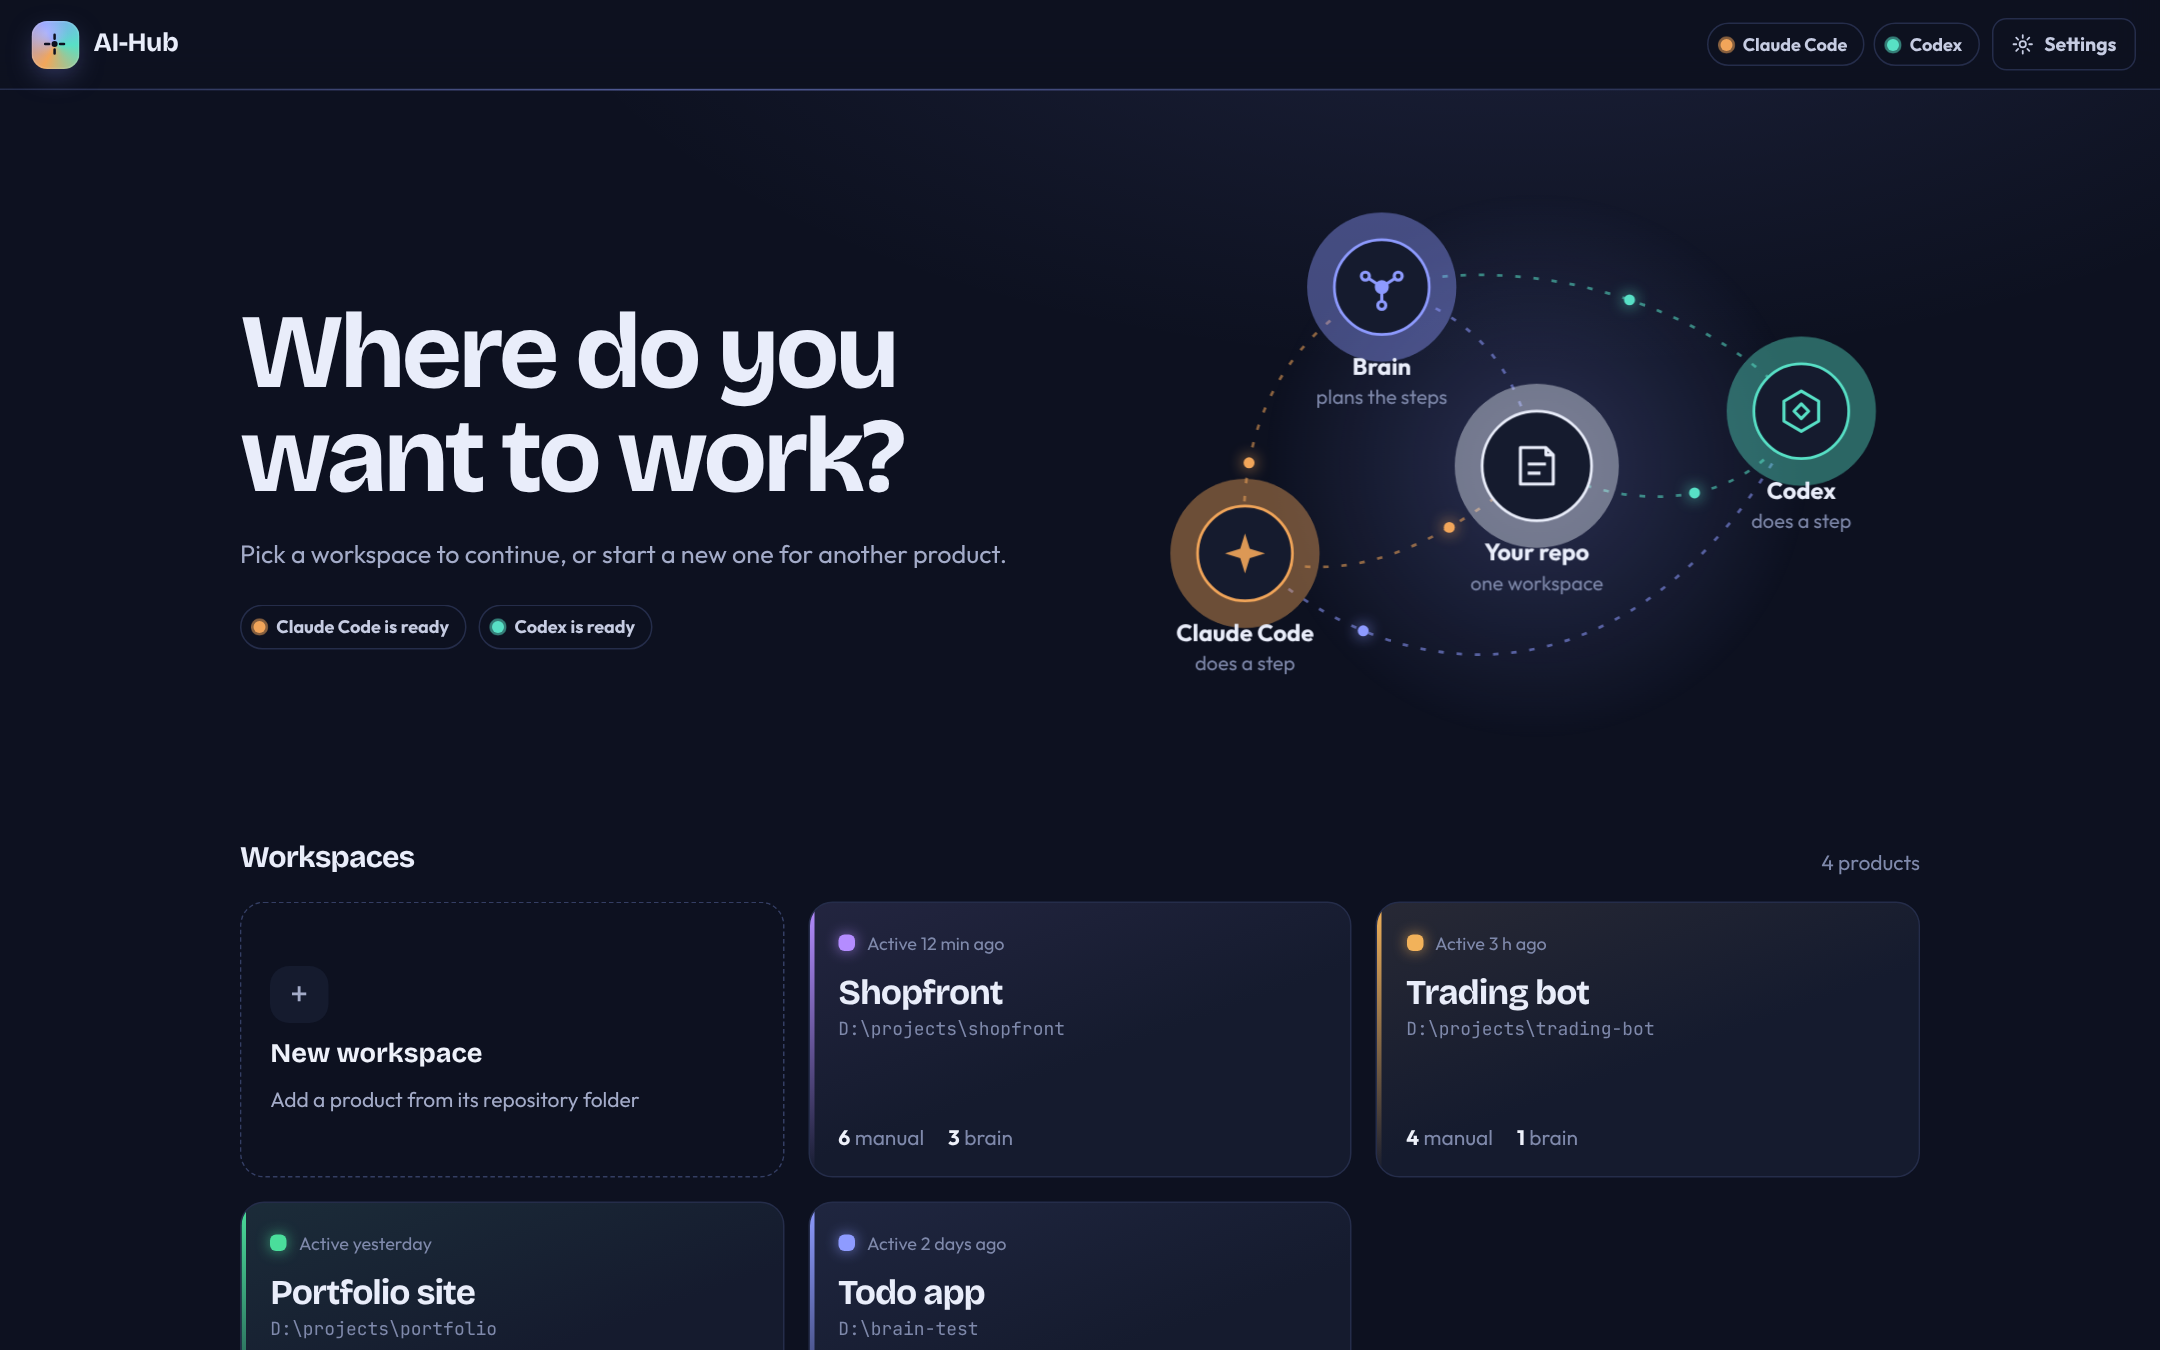 AI-Hub
Claude Code
Codex
Settings
Where do you
want to work?
Pick a workspace to continue, or start a new one for another product.
Claude Code is ready
Codex is ready
Brain
plans the steps
Codex
does a step
Your repo
one workspace
Claude Code
does a step
Workspaces
4 products
+
New workspace
Add a product from its repository folder
Active 12 min ago
Shopfront
D:\projects\shopfront
6 manual 3 brain
Active 3 h ago
Trading bot
D:\projects\trading-bot
4 manual 1 brain
Active yesterday
Portfolio site
D:\projects\portfolio
Active 2 days ago
Todo app
D:\brain-test